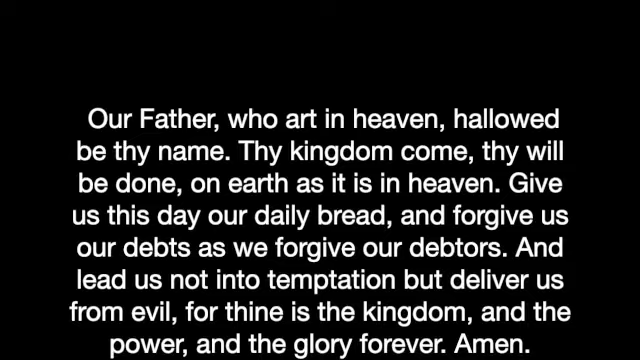 Our Father, who art in heaven, hallowed
be thy name. Thy kingdom come, thy will
be done, on earth as it is in heaven. Give
us this day our daily bread, and forgive us
our debts as we forgive our debtors. And
lead us not into temptation but deliver us
from evil, for thine is the kingdom, and the
power, and the glory forever. Amen.